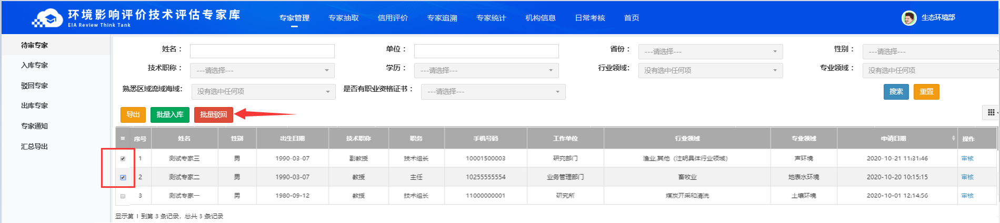 环境影响评价技术评估专家库
EIA Review Think Tank
专家管理 专家抽取 信用评价 专家追溯 专家统计 机构信息 日常考核 首页
生态环境部
待审专家
入库专家
驳回专家
出库专家
专家通知
汇总导出
姓名： 单位： 省份： ---请选择--- 性别： ---请选择---
技术职称： ---请选择--- 学历： ---请选择--- 行业领域： 没有选中任何项 专业领域： 没有选中任何项
熟悉区域流域海域： 没有选中任何项 是否有职业资格证书： ---请选择---
搜索 重置
导出 批量入库 批量驳回
序号 姓名 性别 出生日期 技术职称 职务 手机号码 工作单位 行业领域 专业领域 申请日期 操作
1 测试专家三 男 1990-03-07 副教授 技术组长 10001500003 研究部门 渔业,其他（注明具体行业领域） 声环境 2020-10-21 11:31:46 审核
2 测试专家二 男 1990-03-07 教授 主任 10255555554 业务管理部门 畜牧业 地表水环境 2020-10-20 10:15:15 审核
3 测试专家一 男 1980-09-12 教授 技术组长 11000000001 研究所 煤炭开采和清洗 土壤环境 2020-10-01 12:14:56 审核
显示第 1 到第 3 条记录，总共 3 条记录